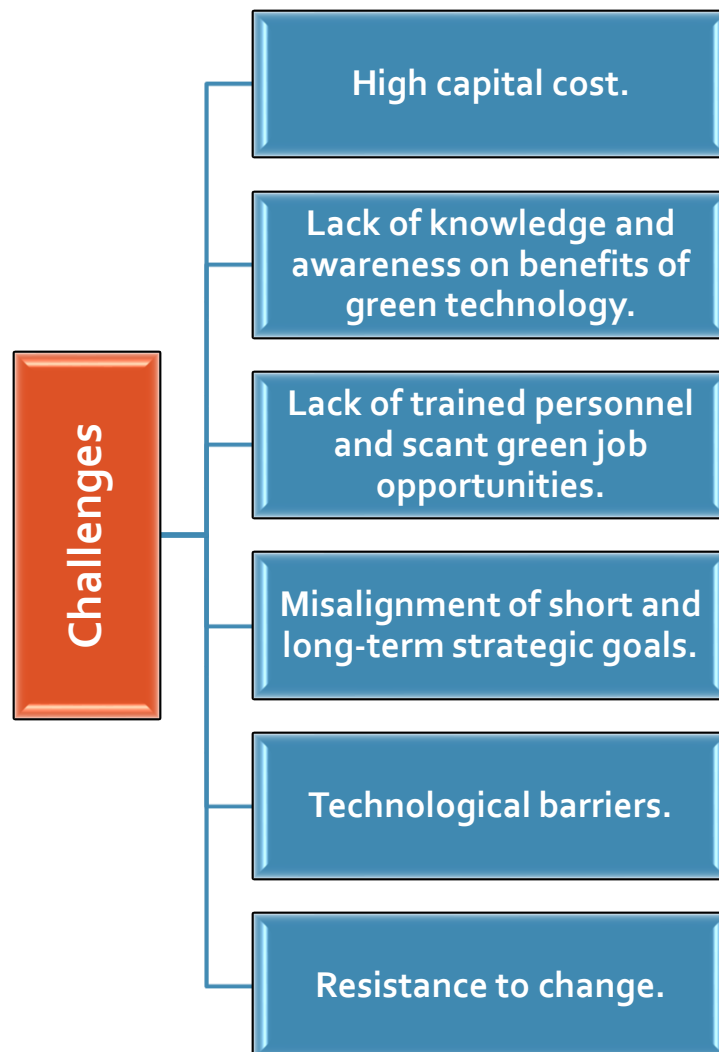 Challenges
High capital cost.
Lack of knowledge and
awareness on benefits of
green technology.
Lack of trained personnel
and scant green job
opportunities.
Misalignment of short and
long-term strategic goals.
Technological barriers.
Resistance to change.